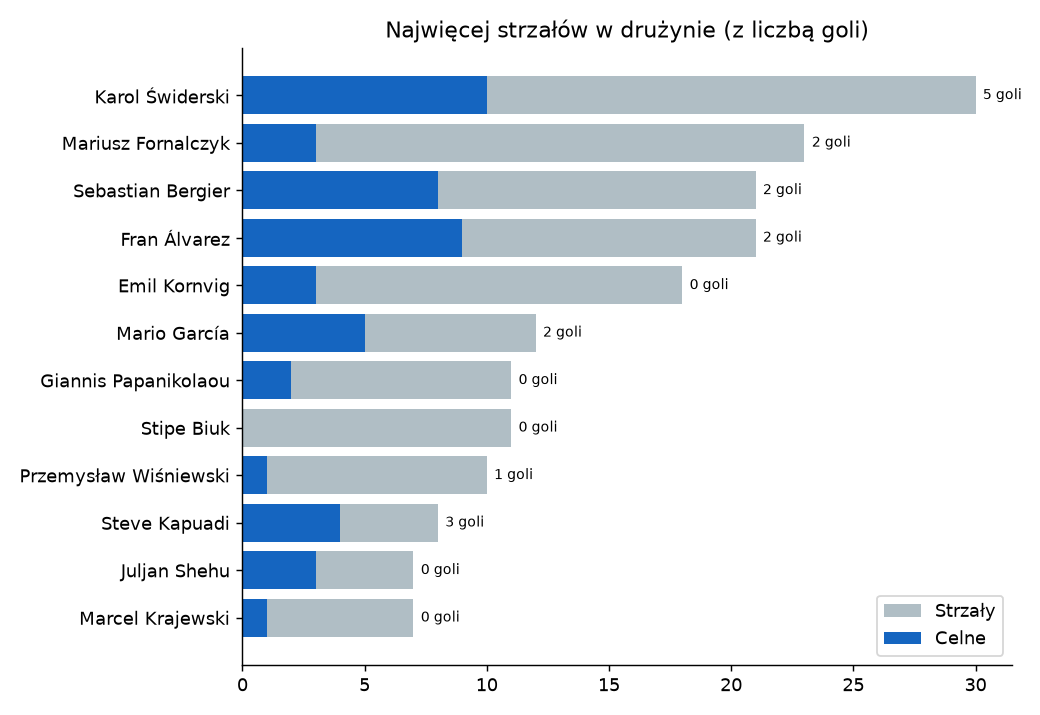 Najwięcej strzałów w drużynie (z liczbą goli)
Karol Świderski 5 goli
Mariusz Fornalczyk 2 goli
Sebastian Bergier 2 goli
Fran Álvarez 2 goli
Emil Kornvig 0 goli
Mario García 2 goli
Giannis Papanikolaou 0 goli
Stipe Biuk 0 goli
Przemysław Wiśniewski 1 goli
Steve Kapuadi 3 goli
Juljan Shehu 0 goli
Marcel Krajewski 0 goli
Strzały
Celne
0 5 10 15 20 25 30